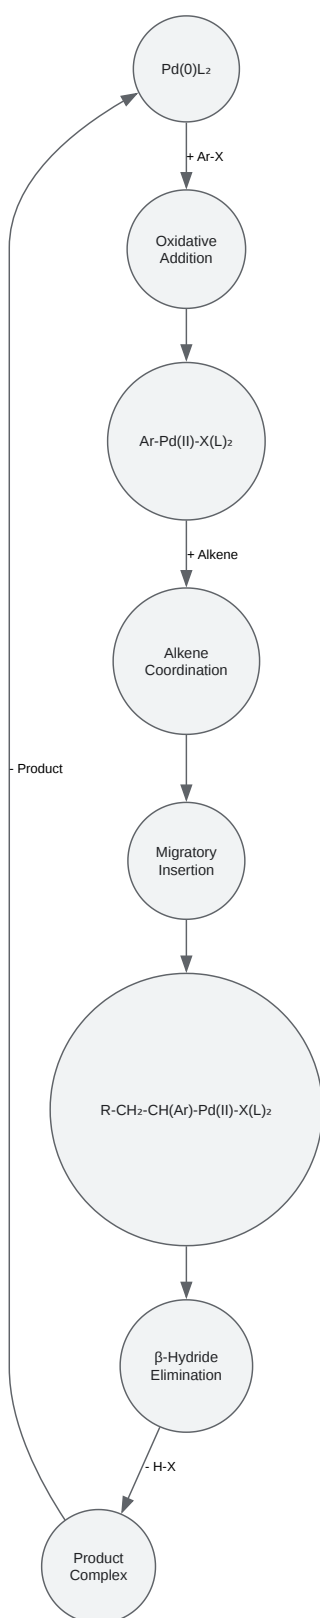 Pd(0)L₂
+ Ar-X
Oxidative
Addition
Ar-Pd(II)-X(L)₂
+ Alkene
Alkene
Coordination
- Product
Migratory
Insertion
R-CH₂-CH(Ar)-Pd(II)-X(L)₂
β-Hydride
Elimination
- H-X
Product
Complex